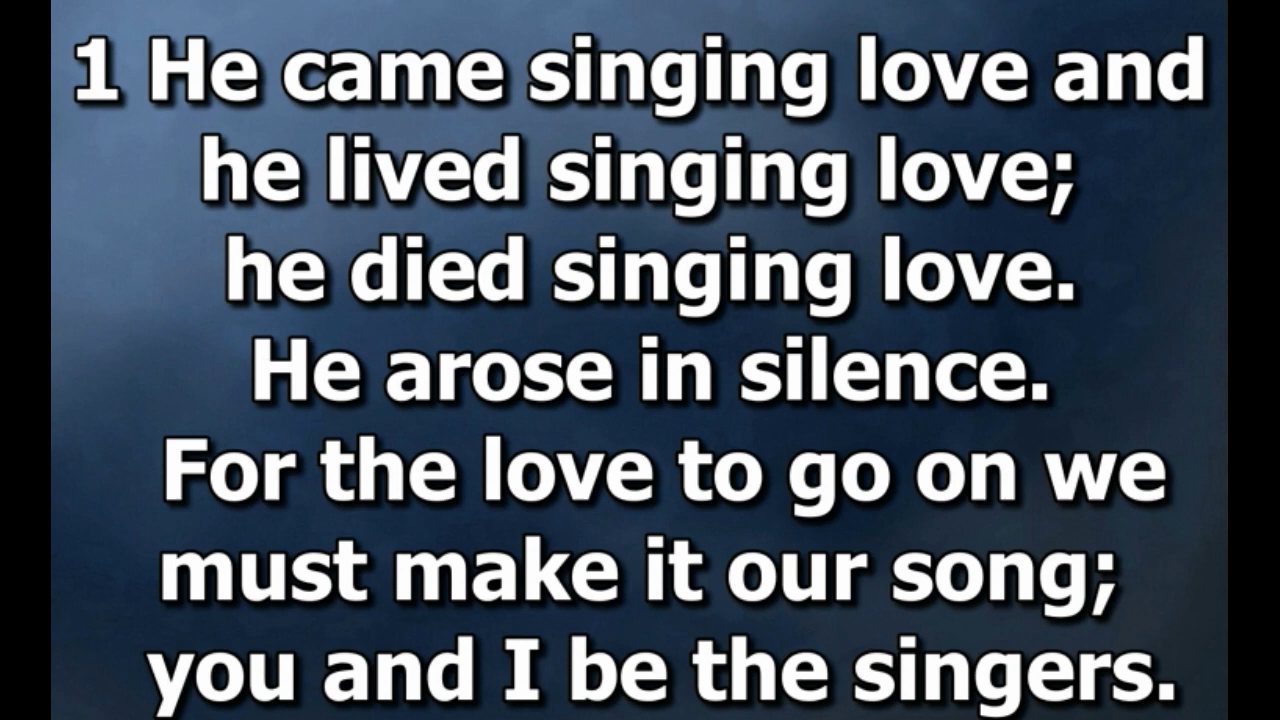 1 He came singing love and
he lived singing love;
he died singing love.
He arose in silence.
For the love to go on we
must make it our song;
you and I be the singers.